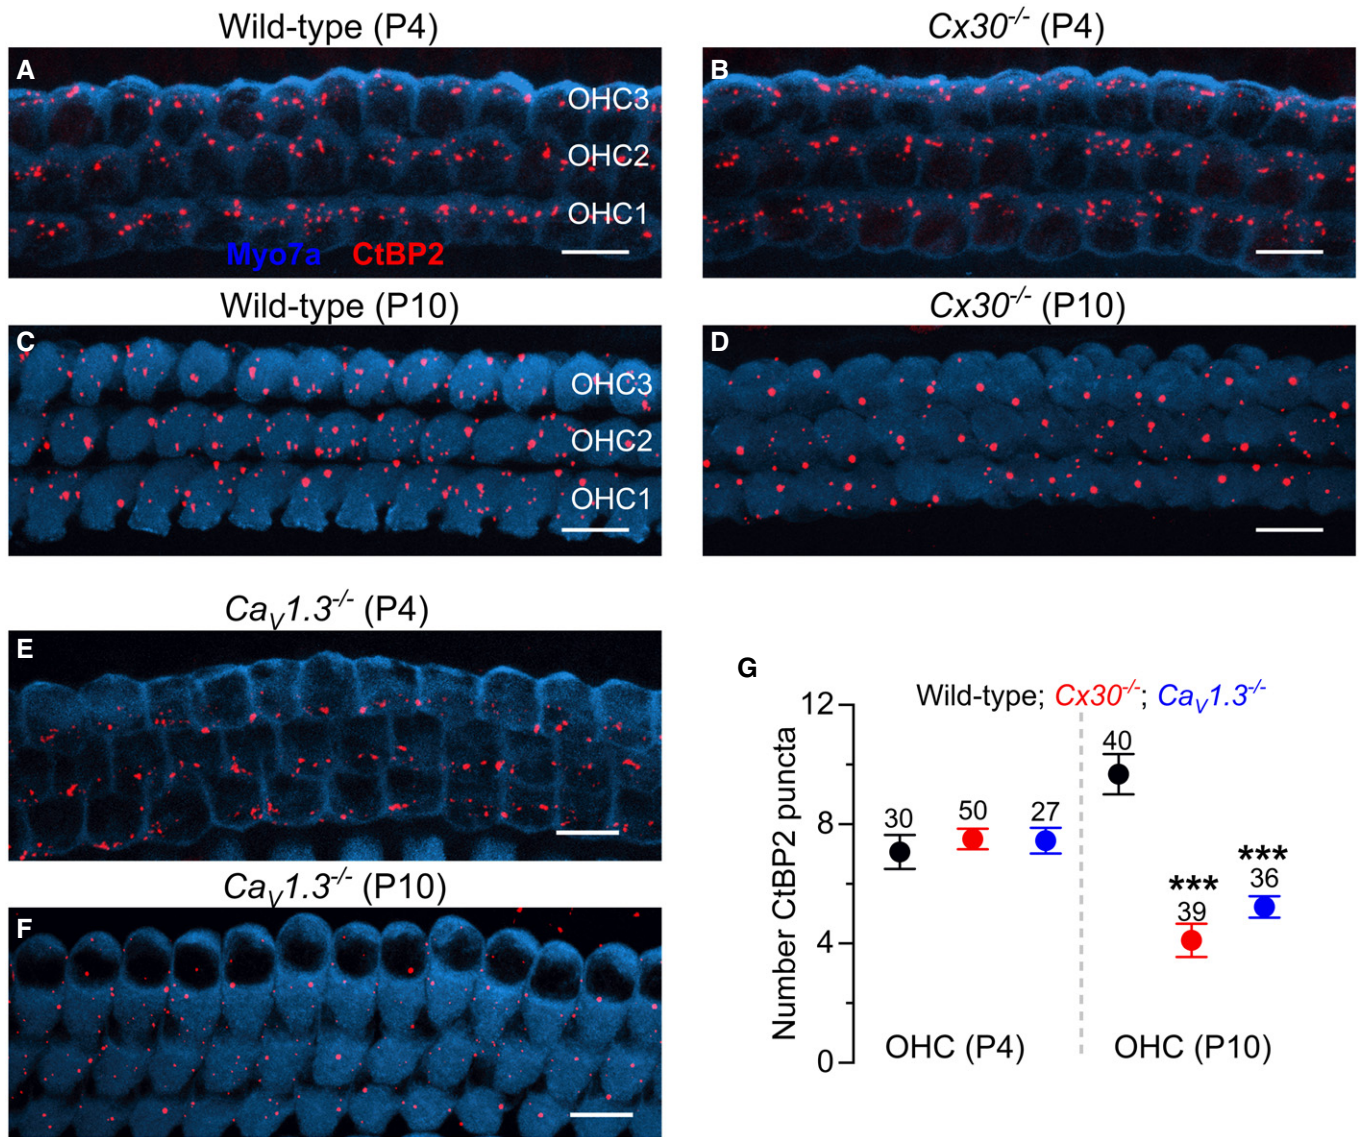 Wild-type (P4)
Cx30-/- (P4)
A
OHC3
OHC2
OHC1
Myo7a CtBP2
B
Wild-type (P10)
Cx30-/- (P10)
C
OHC3
OHC2
OHC1
D
CaV1.3-/- (P4)
E
CaV1.3-/- (P10)
F
G
Wild-type; Cx30-/-; CaV1.3-/-
Number CtBP2 puncta
12
8
4
0
30
50
27
40
***
39
***
36
OHC (P4)
OHC (P10)